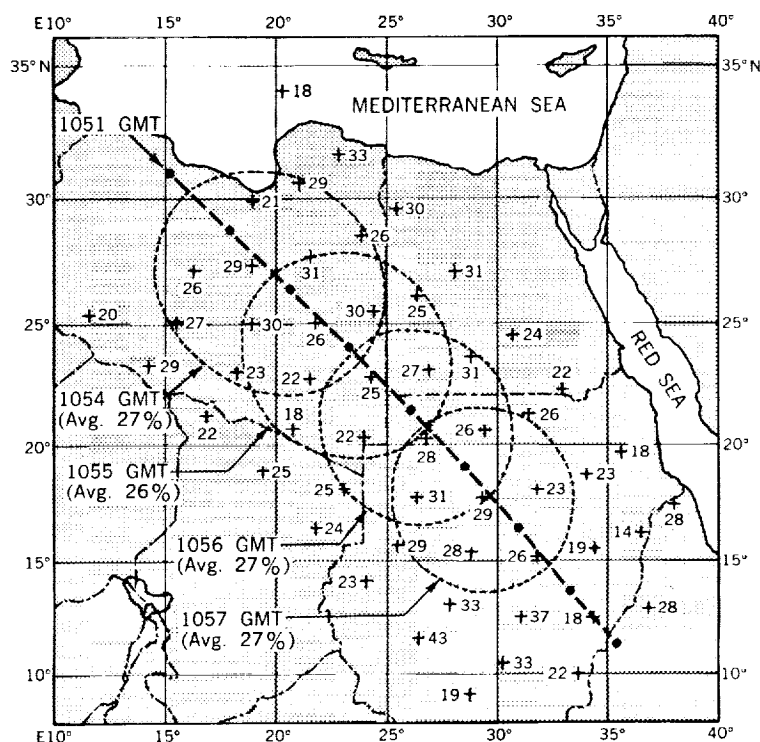 E10° 15° 20° 25° 30° 35° 40°
35° N 35° N
18
MEDITERRANEAN SEA
1051 GMT
33
30° 29 30°
21 30
26
29 31 31
26
25
20 27 30 30 24
25° 26 25°
RED SEA
29 23 27 31
22 25 22
1054 GMT
(Avg. 27%)
22 18 26
20° 22 26 20°
28 18
1055 GMT
(Avg. 26%)
25 23
25 23
31 29 28
24 14
1056 GMT
(Avg. 27%)
29 28 19
15° 26 15°
23
1057 GMT
(Avg. 27%)
33 28
37 18
43
33
10° 22 10°
19
E10° 15° 20° 25° 30° 35° 40°